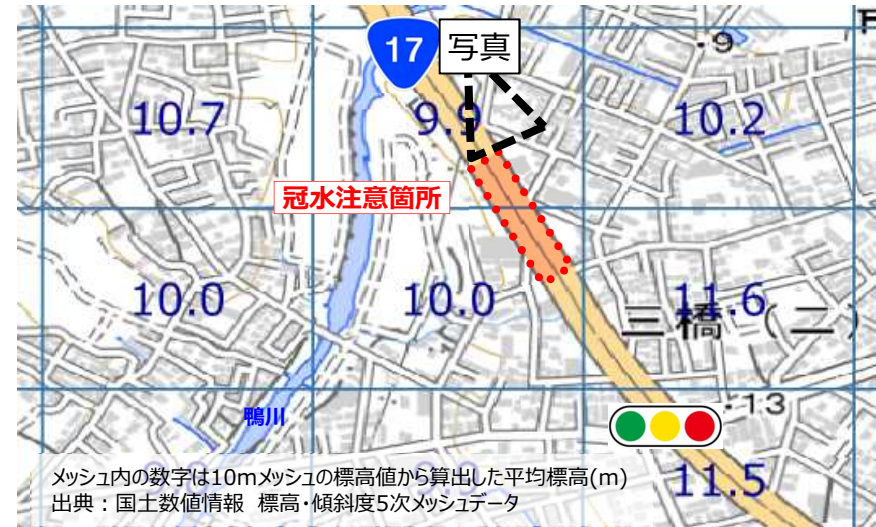 17
写真
9
10.7
9.9
10.2
冠水注意箇所
10.0
10.0
11.6
三橋(二)
鴨川
13
11.5
メッシュ内の数字は10mメッシュの標高値から算出した平均標高(m)
出典:国土数値情報 標高・傾斜度5次メッシュデータ